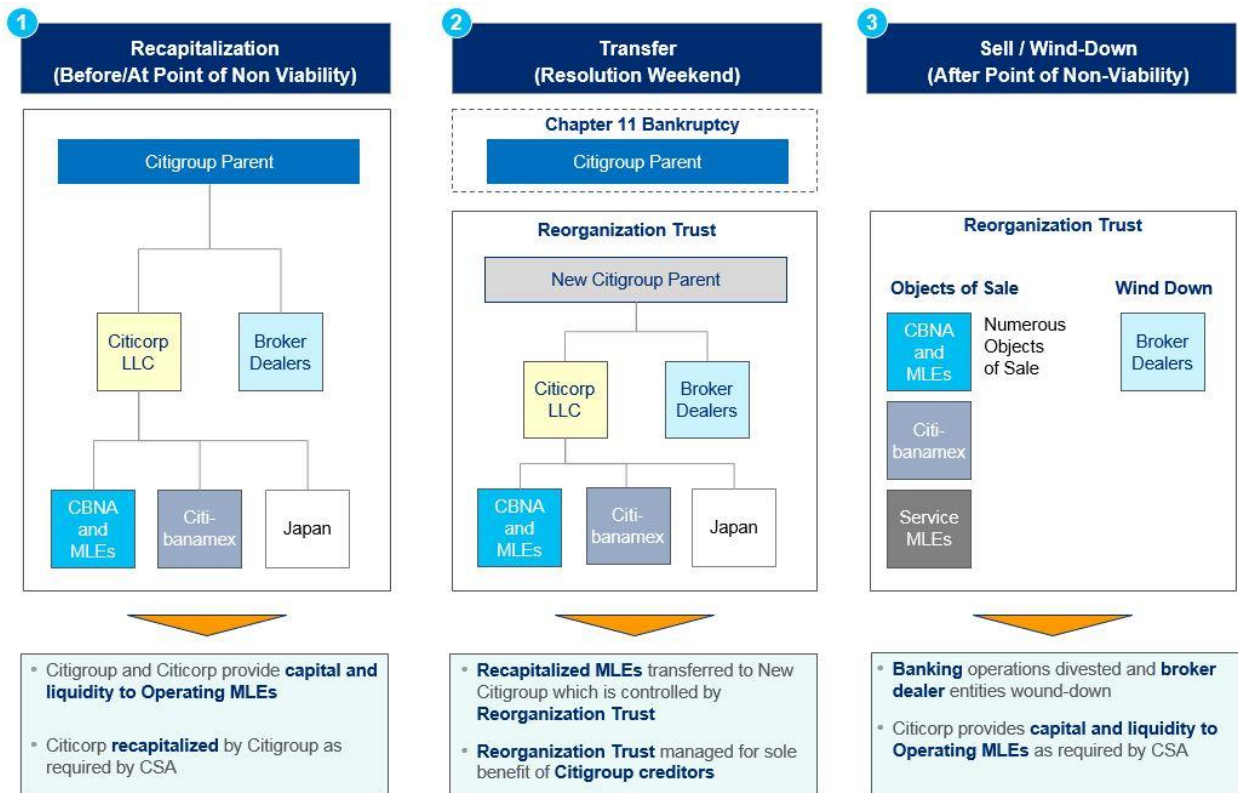 1
Recapitalization
(Before/At Point of Non Viability)
Citigroup Parent
Citicorp
LLC
Broker
Dealers
CBNA
and
MLEs
Citi-
banamex
Japan
• Citigroup and Citicorp provide capital and
liquidity to Operating MLEs
• Citicorp recapitalized by Citigroup as
required by CSA
2
Transfer
(Resolution Weekend)
Chapter 11 Bankruptcy
Citigroup Parent
Reorganization Trust
New Citigroup Parent
Citicorp
LLC
Broker
Dealers
CBNA
and
MLEs
Citi-
banamex
Japan
• Recapitalized MLEs transferred to New
Citigroup which is controlled by
Reorganization Trust
• Reorganization Trust managed for sole
benefit of Citigroup creditors
3
Sell / Wind-Down
(After Point of Non-Viability)
Reorganization Trust
Objects of Sale
Wind Down
CBNA
and
MLEs
Numerous
Objects
of Sale
Broker
Dealers
Citi-
banamex
Service
MLEs
• Banking operations divested and broker
dealer entities wound-down
• Citicorp provides capital and liquidity to
Operating MLEs as required by CSA